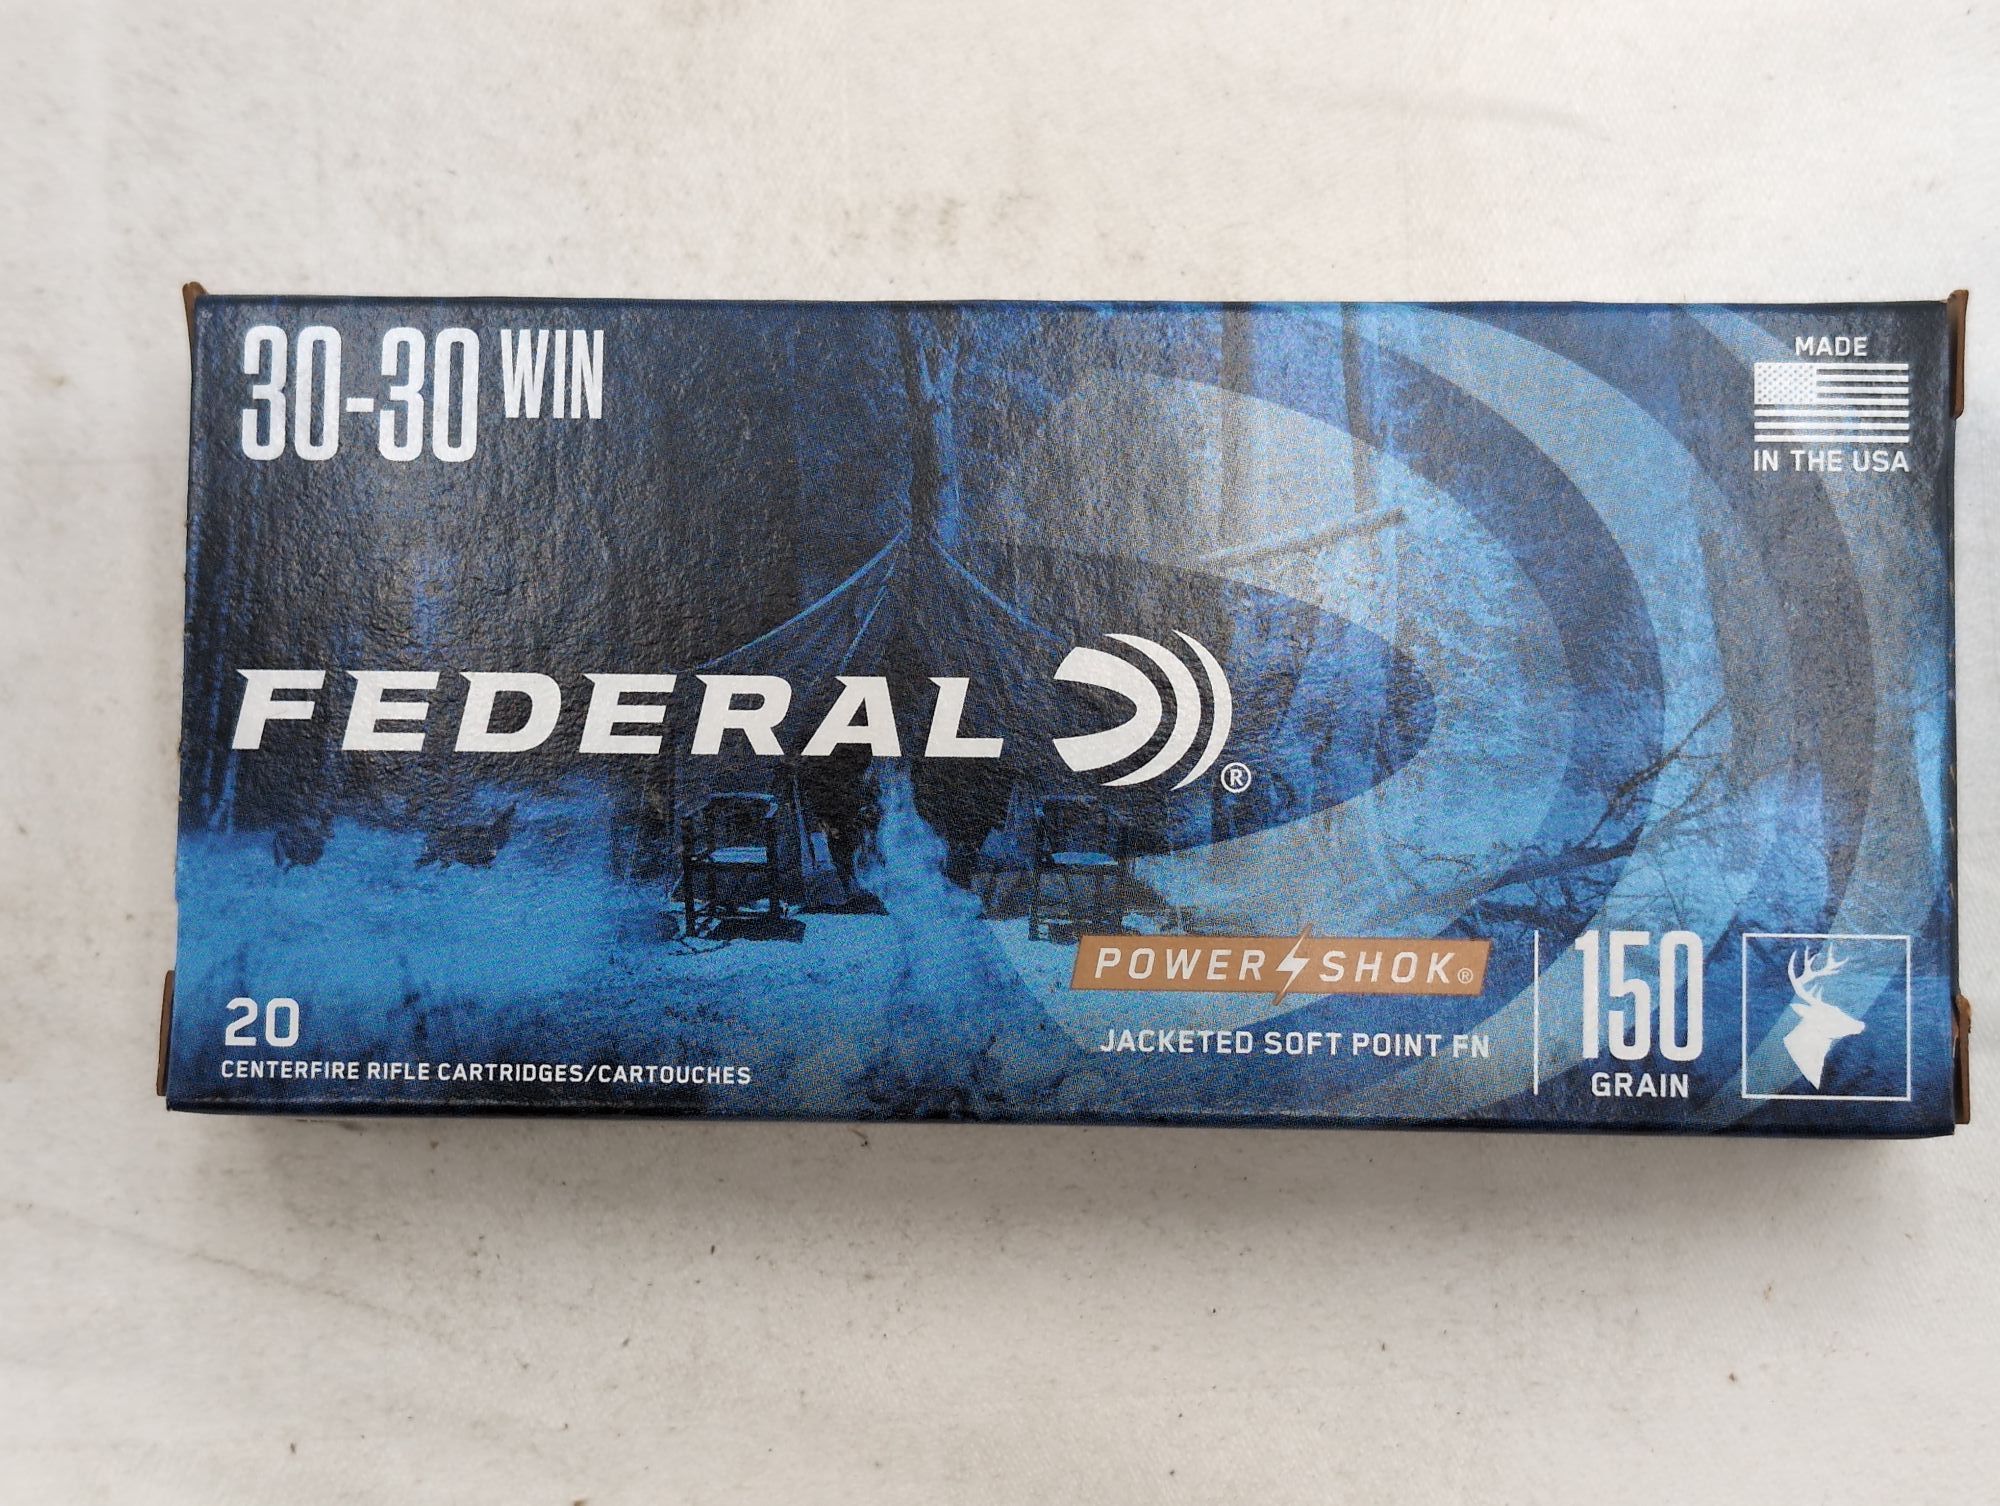 30-30 WIN
MADE
IN THE USA
FEDERAL®
POWER SHOK®
JACKETED SOFT POINT FN
150
GRAIN
20
CENTERFIRE RIFLE CARTRIDGES/CARTOUCHES